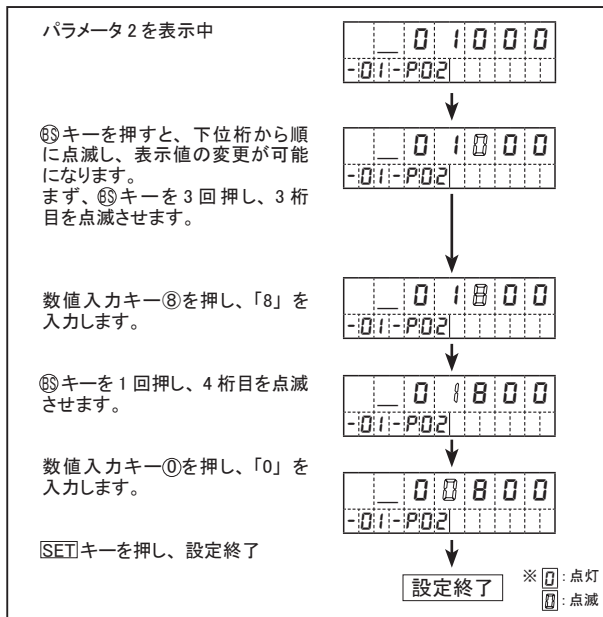 パラメータ 2 を表示中
_ 0 1 0 0 0
-01-P02
BSキーを押すと、下位桁から順
に点滅し、表示値の変更が可能
になります。
まず、BSキーを 3 回押し、3 桁
目を点滅させます。
_ 0 1 0 0 0
-01-P02
数値入力キー⑧を押し、「8」を
入力します。
_ 0 1 8 0 0
-01-P02
BSキーを 1 回押し、4 桁目を点滅
させます。
_ 0 1 8 0 0
-01-P02
数値入力キー⓪を押し、「0」を
入力します。
_ 0 0 8 0 0
-01-P02
SETキーを押し、設定終了
設定終了
※ 0 : 点灯
0 : 点滅